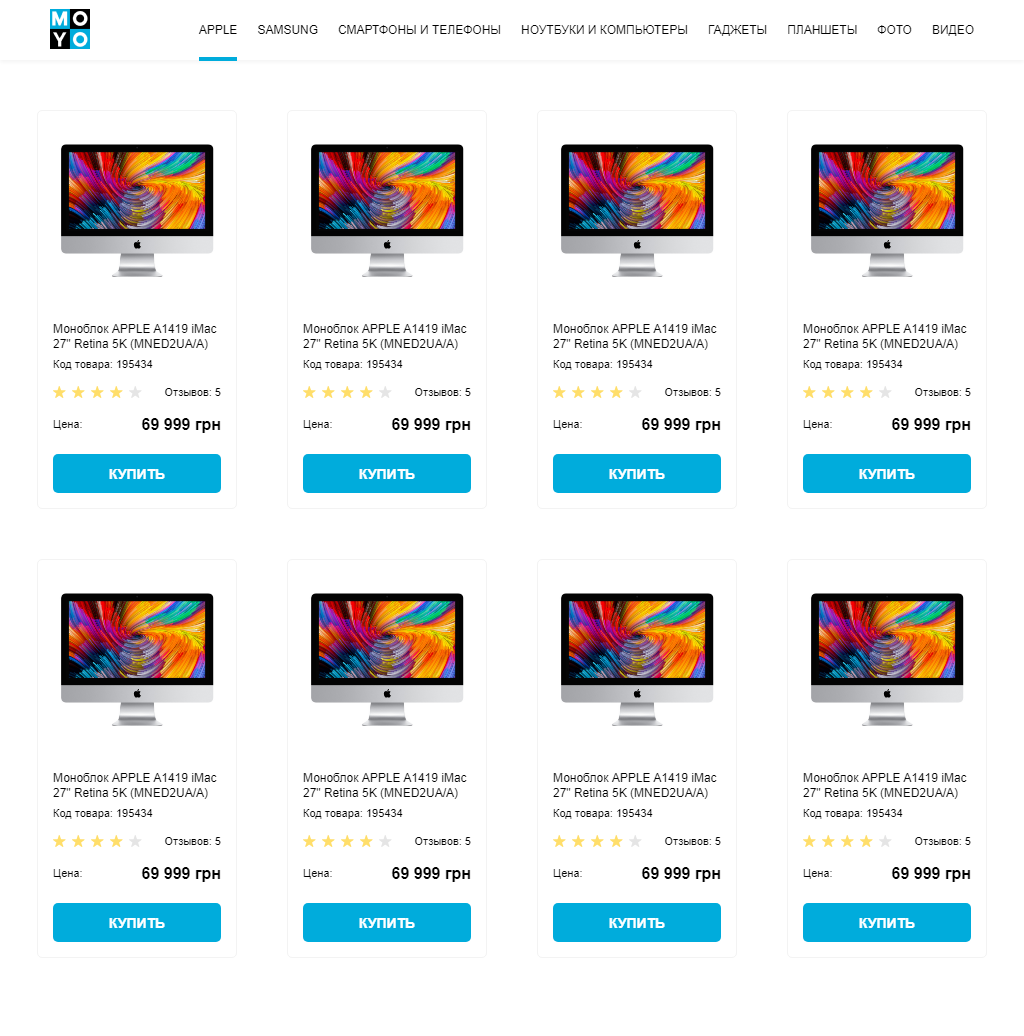 MO
YO
APPLE SAMSUNG СМАРТФОНЫ И ТЕЛЕФОНЫ НОУТБУКИ И КОМПЬЮТЕРЫ ГАДЖЕТЫ ПЛАНШЕТЫ ФОТО ВИДЕО
Моноблок APPLE A1419 iMac
27" Retina 5K (MNED2UA/A)
Код товара: 195434
Отзывов: 5
Цена: 69 999 грн
КУПИТЬ
Моноблок APPLE A1419 iMac
27" Retina 5K (MNED2UA/A)
Код товара: 195434
Отзывов: 5
Цена: 69 999 грн
КУПИТЬ
Моноблок APPLE A1419 iMac
27" Retina 5K (MNED2UA/A)
Код товара: 195434
Отзывов: 5
Цена: 69 999 грн
КУПИТЬ
Моноблок APPLE A1419 iMac
27" Retina 5K (MNED2UA/A)
Код товара: 195434
Отзывов: 5
Цена: 69 999 грн
КУПИТЬ
Моноблок APPLE A1419 iMac
27" Retina 5K (MNED2UA/A)
Код товара: 195434
Отзывов: 5
Цена: 69 999 грн
КУПИТЬ
Моноблок APPLE A1419 iMac
27" Retina 5K (MNED2UA/A)
Код товара: 195434
Отзывов: 5
Цена: 69 999 грн
КУПИТЬ
Моноблок APPLE A1419 iMac
27" Retina 5K (MNED2UA/A)
Код товара: 195434
Отзывов: 5
Цена: 69 999 грн
КУПИТЬ
Моноблок APPLE A1419 iMac
27" Retina 5K (MNED2UA/A)
Код товара: 195434
Отзывов: 5
Цена: 69 999 грн
КУПИТЬ